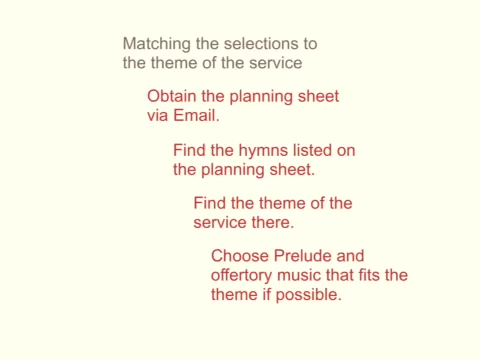 Matching the selections to
the theme of the service
Obtain the planning sheet
via Email.
Find the hymns listed on
the planning sheet.
Find the theme of the
service there.
Choose Prelude and
offertory music that fits the
theme if possible.